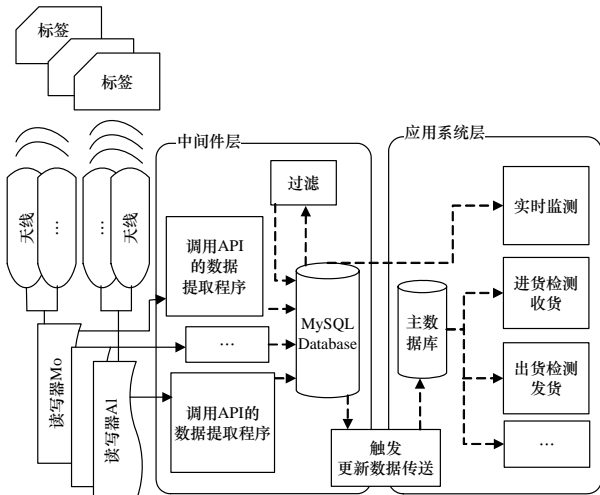 标签
标签
中间件层
应用系统层
天线
…
…
天线
过滤
实时监测
调用API
的数据
提取程序
MySQL
Database
主数
据库
进货检测
收货
…
出货检测
发货
读写器Mo
读写器Al
调用API的
数据提取程序
触发
更新数据传送
…